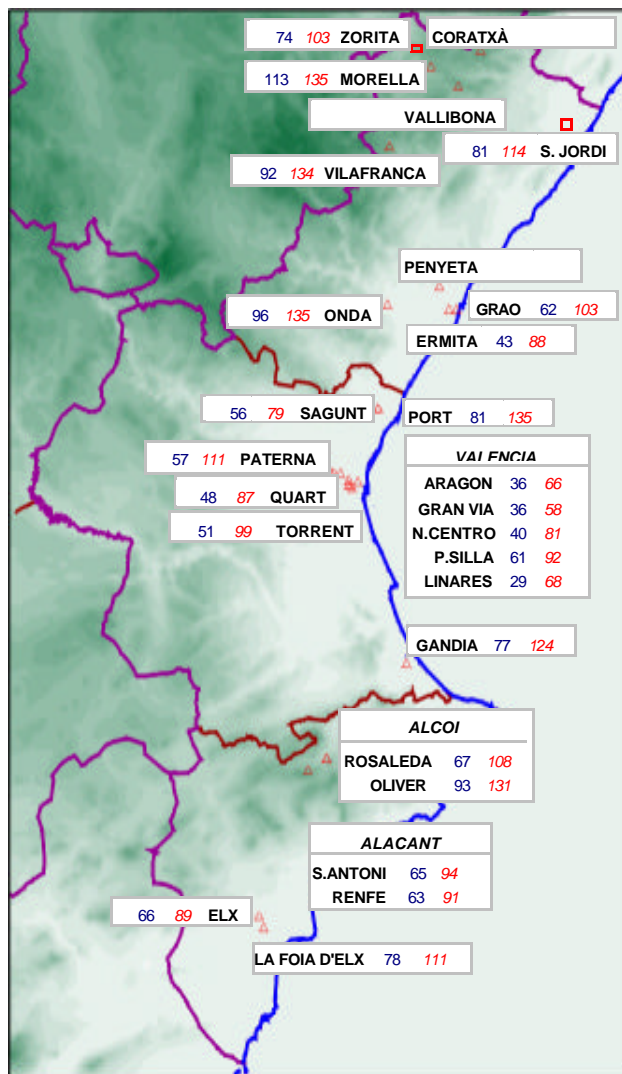 74 103 ZORITA
CORATXÀ
113 135 MORELLA
VALLIBONA
81 114 S. JORDI
92 134 VILAFRANCA
PENYETA
96 135 ONDA
GRAO 62 103
ERMITA 43 88
56 79 SAGUNT
PORT 81 135
57 111 PATERNA
48 87 QUART
51 99 TORRENT
VALENCIA
ARAGON 36 66
GRAN VIA 36 58
N.CENTRO 40 81
P.SILLA 61 92
LINARES 29 68
GANDIA 77 124
ALCOI
ROSALEDA 67 108
OLIVER 93 131
ALACANT
S.ANTONI 65 94
RENFE 63 91
66 89 ELX
LA FOIA D'ELX 78 111